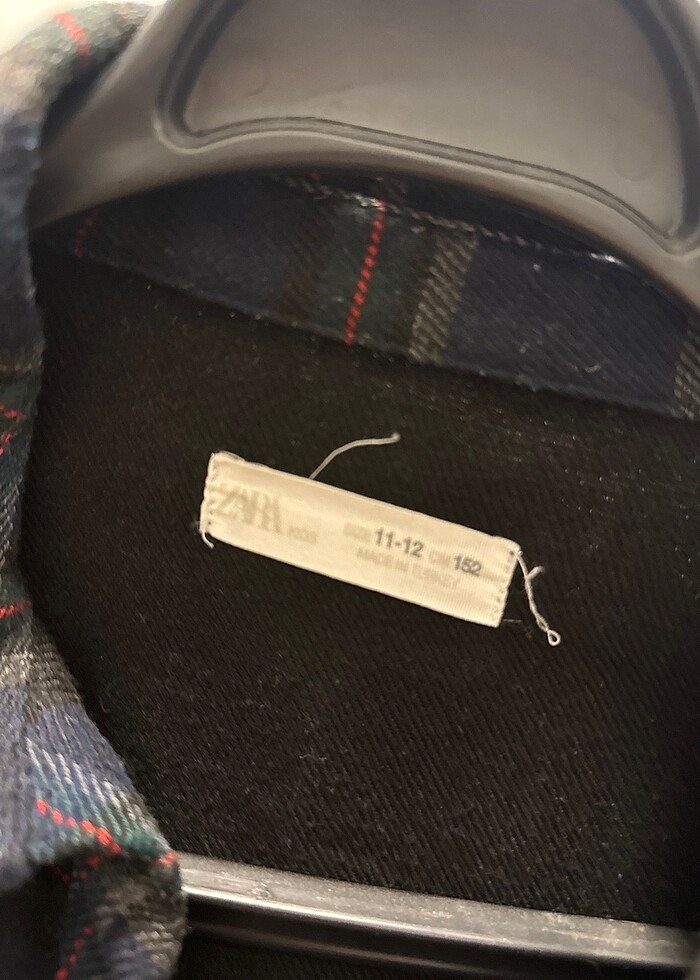 ZARA KIDS SIZE 11-12 CM 152
MADE IN TURKEY